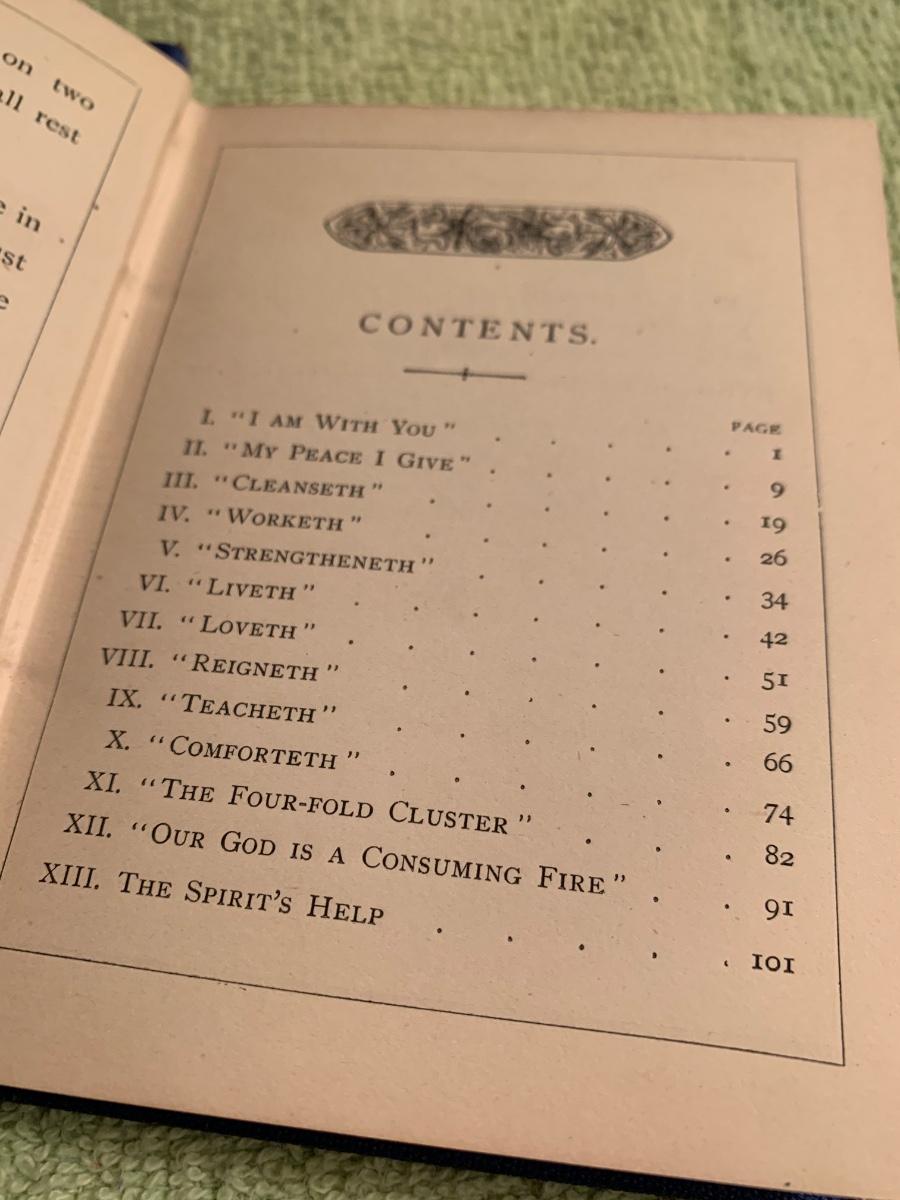 on two
all rest
in
CONTENTS.
PAGE
I. "I AM WITH YOU" . . . . . 1
II. "MY PEACE I GIVE" . . . . . 9
III. "CLEANSETH" . . . . . . 19
IV. "WORKETH" . . . . . . 26
V. "STRENGTHENETH" . . . . . 34
VI. "LIVETH" . . . . . . . 42
VII. "LOVETH" . . . . . . . 51
VIII. "REIGNETH" . . . . . . 59
IX. "TEACHETH" . . . . . . 66
X. "COMFORTETH" . . . . . . 74
XI. "THE FOUR-FOLD CLUSTER" . . . 82
XII. "OUR GOD IS A CONSUMING FIRE" . . 91
XIII. THE SPIRIT'S HELP . . . . . 101